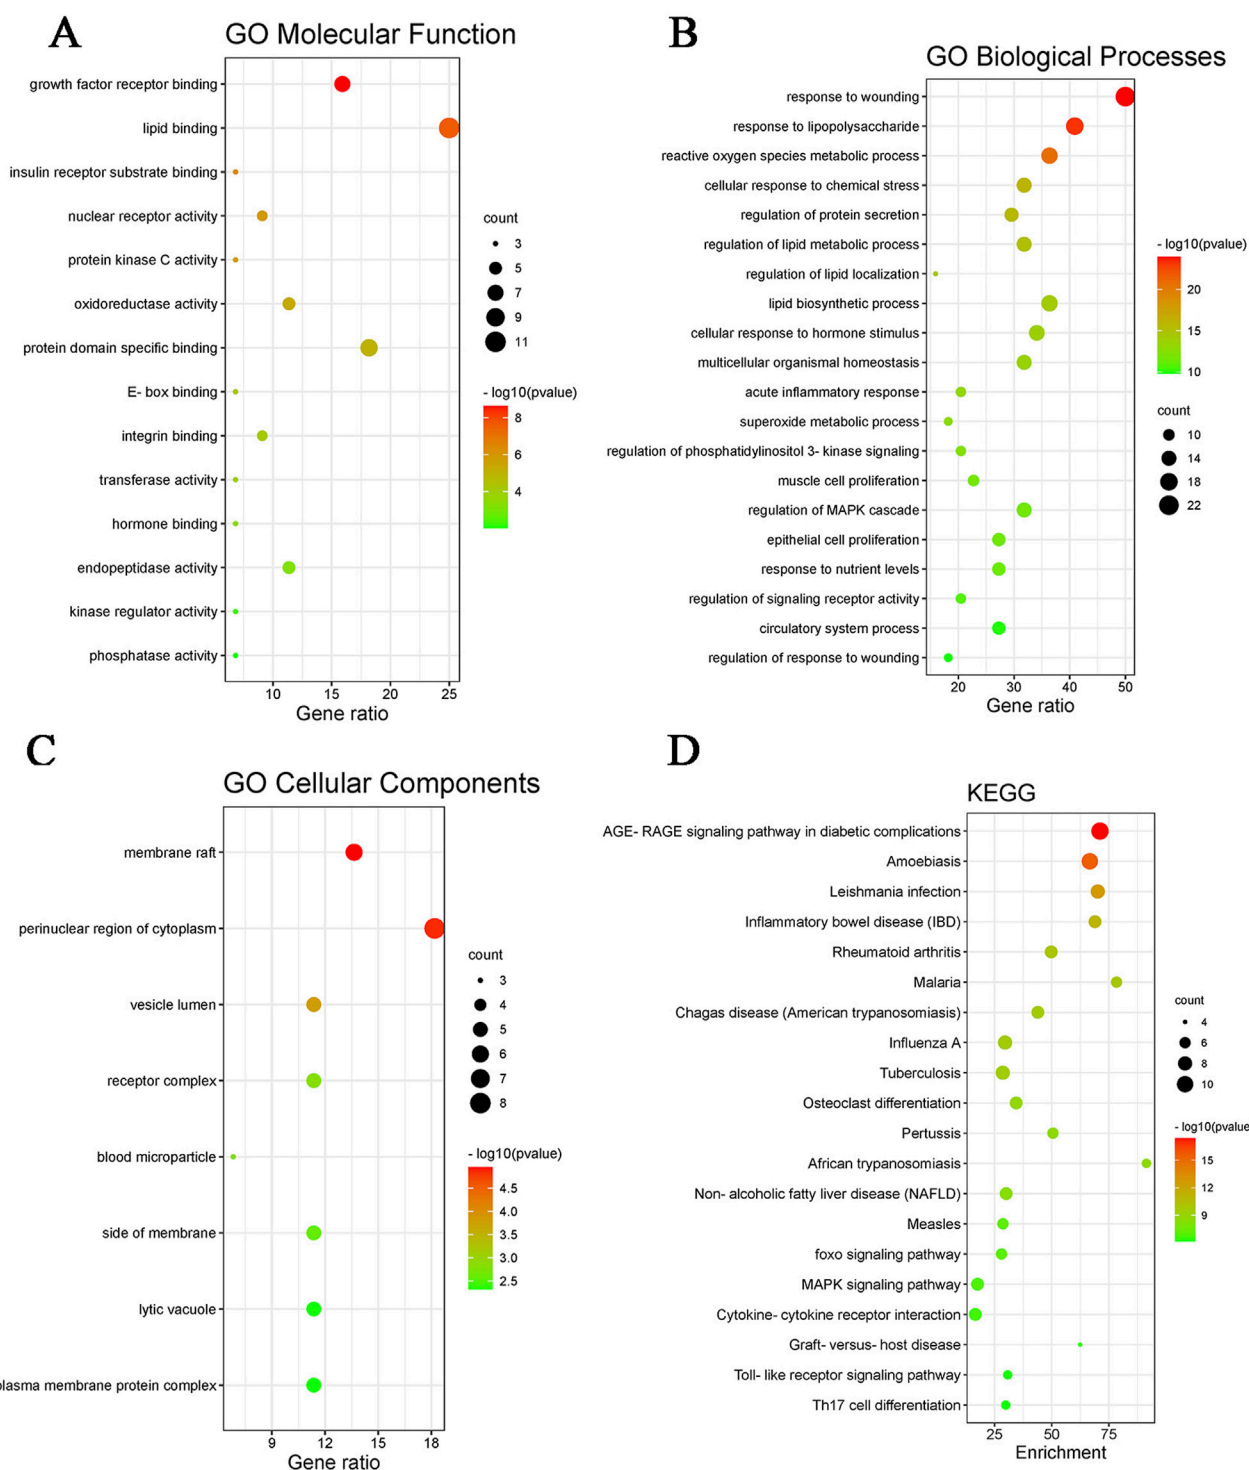 A
GO Molecular Function
growth factor receptor binding
lipid binding
insulin receptor substrate binding
nuclear receptor activity
protein kinase C activity
oxidoreductase activity
protein domain specific binding
E- box binding
integrin binding
transferase activity
hormone binding
endopeptidase activity
kinase regulator activity
phosphatase activity
10 15 20 25
Gene ratio
count
3
5
7
9
11
- log10(pvalue)
8
6
4
B
GO Biological Processes
response to wounding
response to lipopolysaccharide
reactive oxygen species metabolic process
cellular response to chemical stress
regulation of protein secretion
regulation of lipid metabolic process
regulation of lipid localization
lipid biosynthetic process
cellular response to hormone stimulus
multicellular organismal homeostasis
acute inflammatory response
superoxide metabolic process
regulation of phosphatidylinositol 3- kinase signaling
muscle cell proliferation
regulation of MAPK cascade
epithelial cell proliferation
response to nutrient levels
regulation of signaling receptor activity
circulatory system process
regulation of response to wounding
20 30 40 50
Gene ratio
- log10(pvalue)
20
15
10
count
10
14
18
22
C
GO Cellular Components
membrane raft
perinuclear region of cytoplasm
vesicle lumen
receptor complex
blood microparticle
side of membrane
lytic vacuole
lasma membrane protein complex
9 12 15 18
Gene ratio
count
3
4
5
6
7
8
- log10(pvalue)
4.5
4.0
3.5
3.0
2.5
D
KEGG
AGE- RAGE signaling pathway in diabetic complications
Amoebiasis
Leishmania infection
Inflammatory bowel disease (IBD)
Rheumatoid arthritis
Malaria
Chagas disease (American trypanosomiasis)
Influenza A
Tuberculosis
Osteoclast differentiation
Pertussis
African trypanosomiasis
Non- alcoholic fatty liver disease (NAFLD)
Measles
foxo signaling pathway
MAPK signaling pathway
Cytokine- cytokine receptor interaction
Graft- versus- host disease
Toll- like receptor signaling pathway
Th17 cell differentiation
25 50 75
Enrichment
count
4
6
8
10
- log10(pvalue
15
12
9